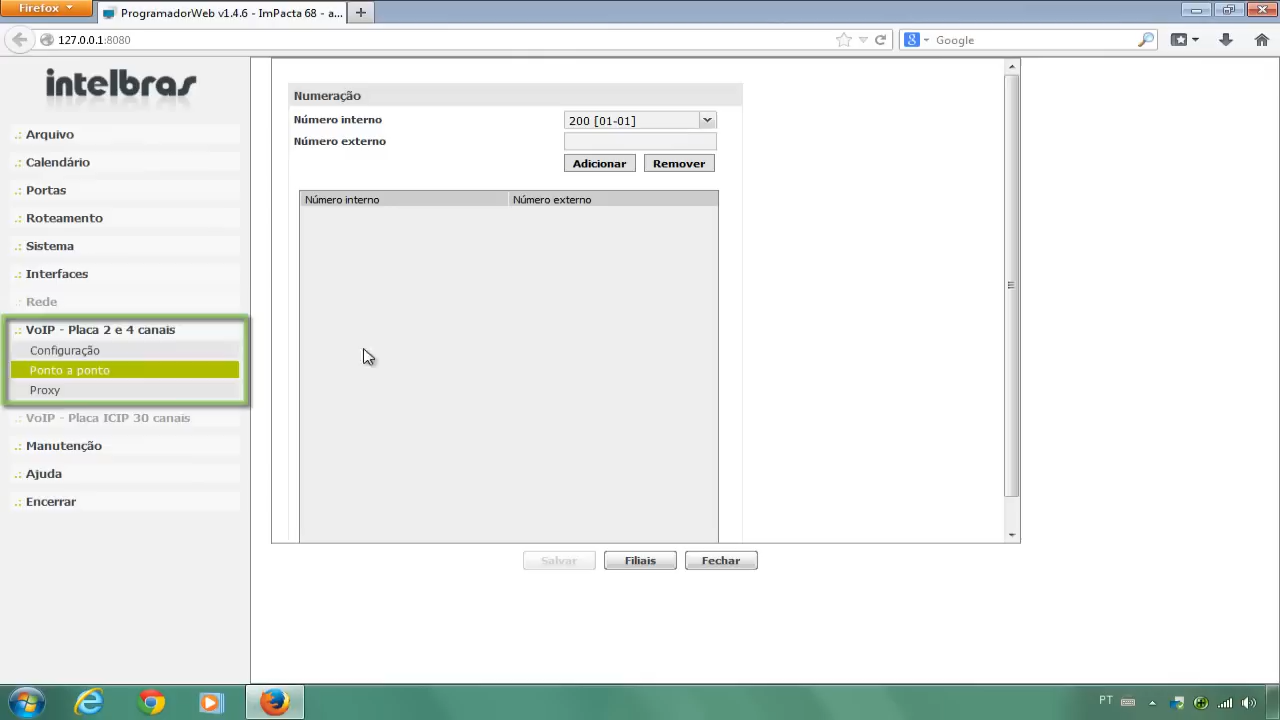 Firefox
ProgramadorWeb v1.4.6 - ImPacta 68 - a...
127.0.0.1:8080
Google
intelbras
Arquivo
Calendário
Portas
Roteamento
Sistema
Interfaces
Rede
VoIP - Placa 2 e 4 canais
Configuração
Ponto a ponto
Proxy
VoIP - Placa ICIP 30 canais
Manutenção
Ajuda
Encerrar
Numeração
Número interno 200 [01-01]
Número externo
Adicionar Remover
Número interno Número externo
Salvar Filiais Fechar
PT